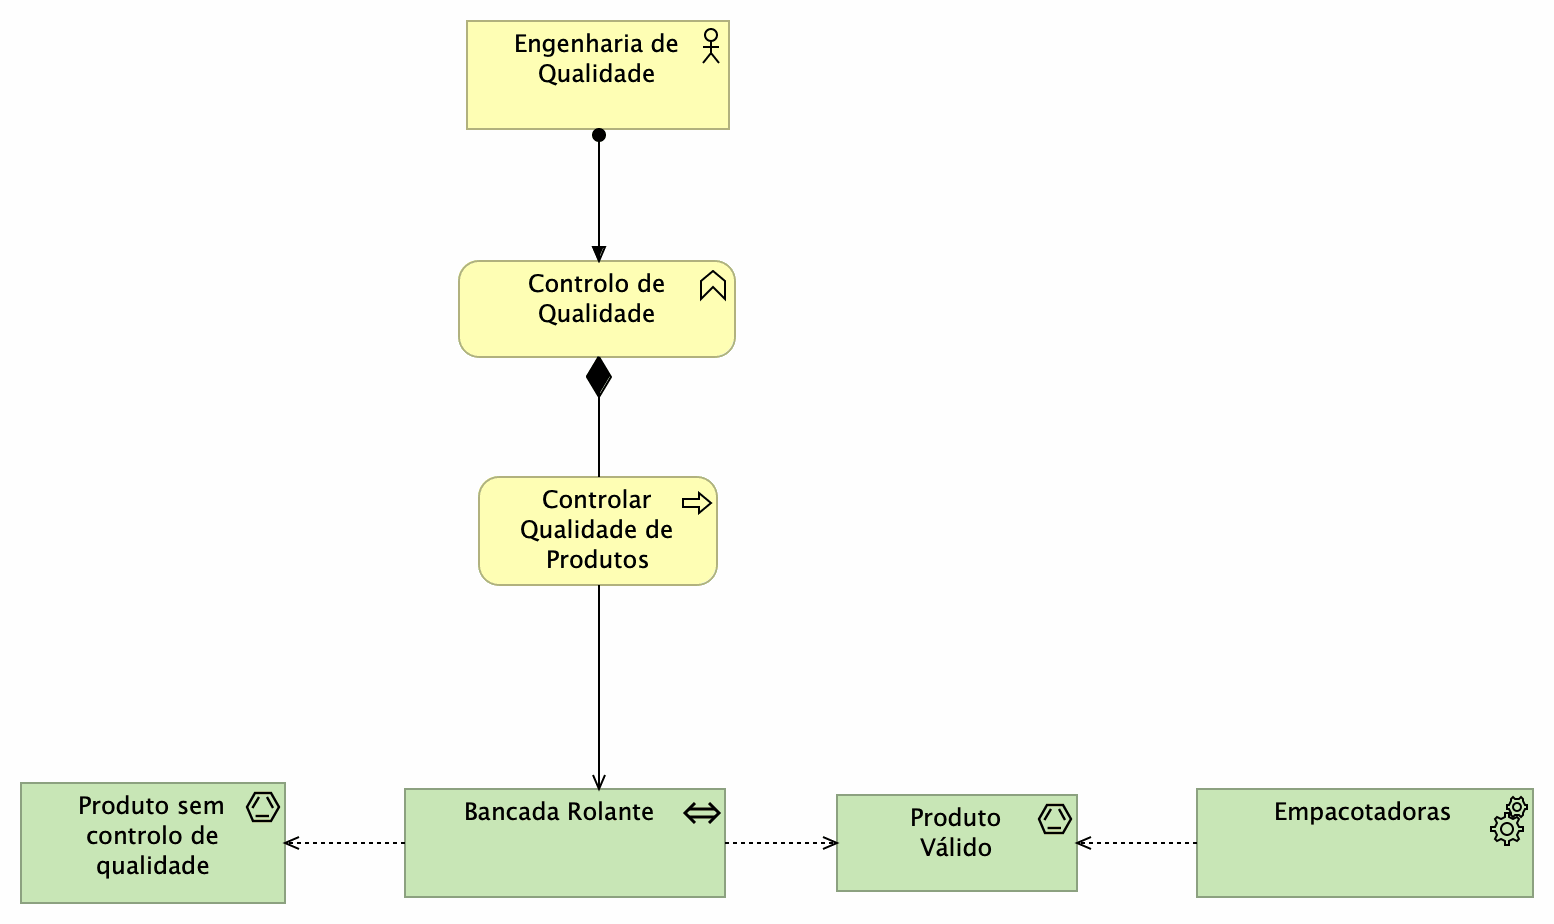 Engenharia de
Qualidade
Controlo de
Qualidade
Controlar
Qualidade de
Produtos
Produto sem
controlo de
qualidade
Bancada Rolante
Produto
Válido
Empacotadoras